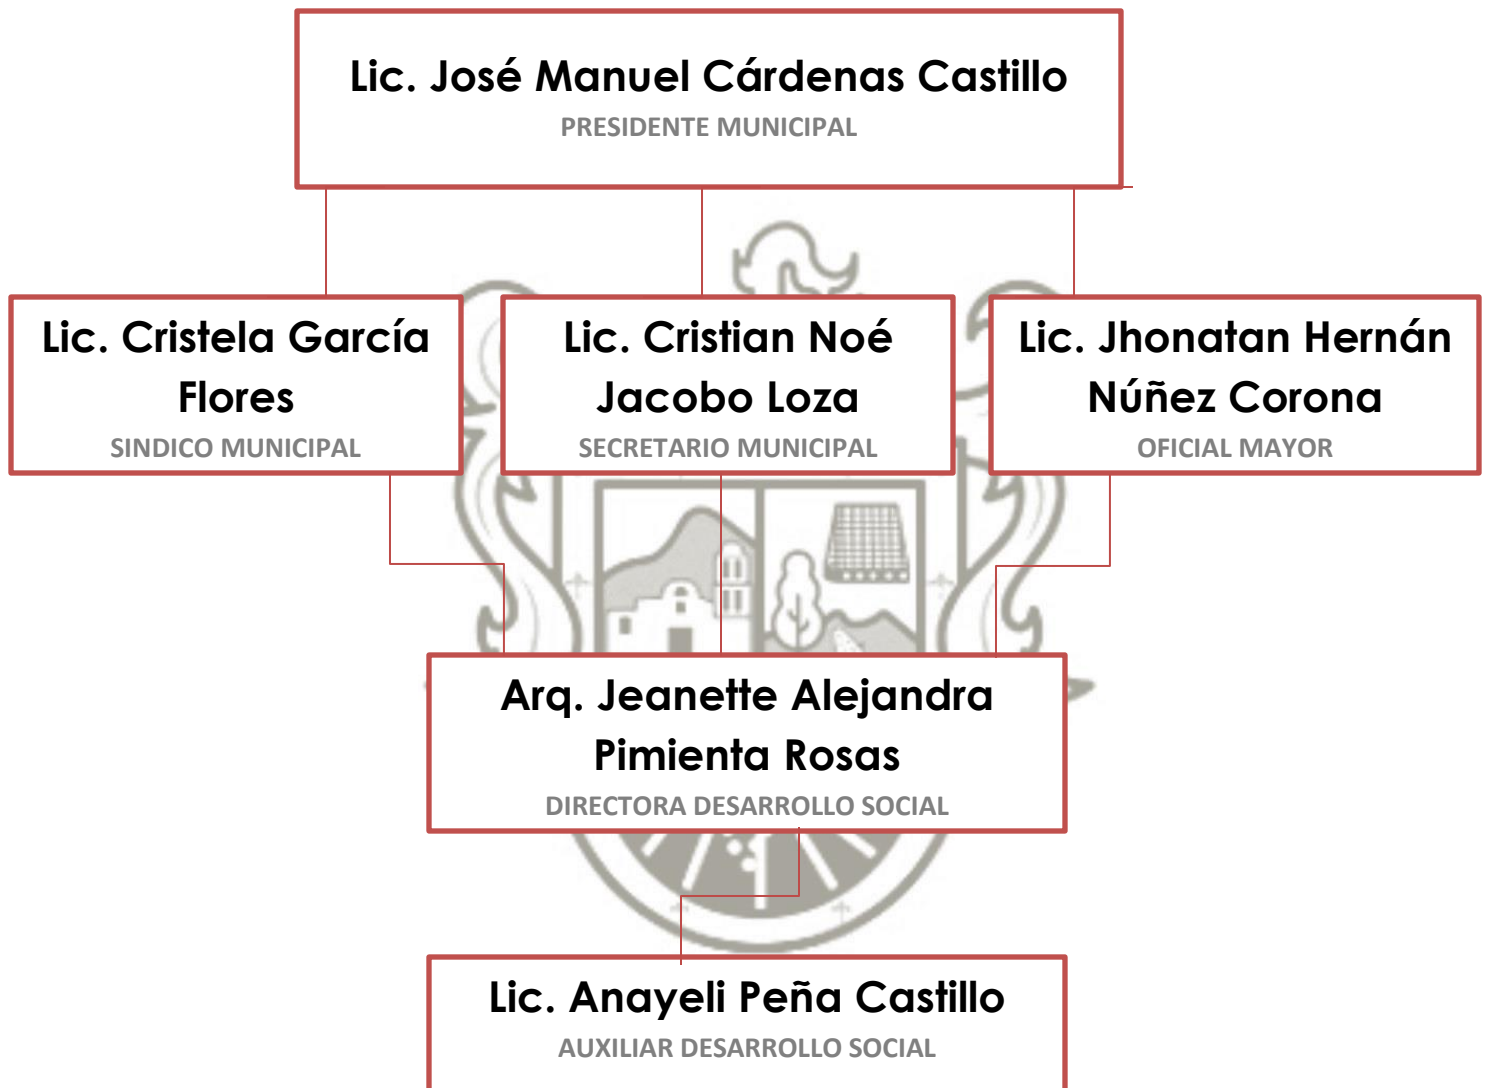 Lic. José Manuel Cárdenas Castillo
PRESIDENTE MUNICIPAL
Lic. Cristela García
Flores
SINDICO MUNICIPAL
Lic. Cristian Noé
Jacobo Loza
SECRETARIO MUNICIPAL
Lic. Jhonatan Hernán
Núñez Corona
OFICIAL MAYOR
Arq. Jeanette Alejandra
Pimienta Rosas
DIRECTORA DESARROLLO SOCIAL
Lic. Anayeli Peña Castillo
AUXILIAR DESARROLLO SOCIAL